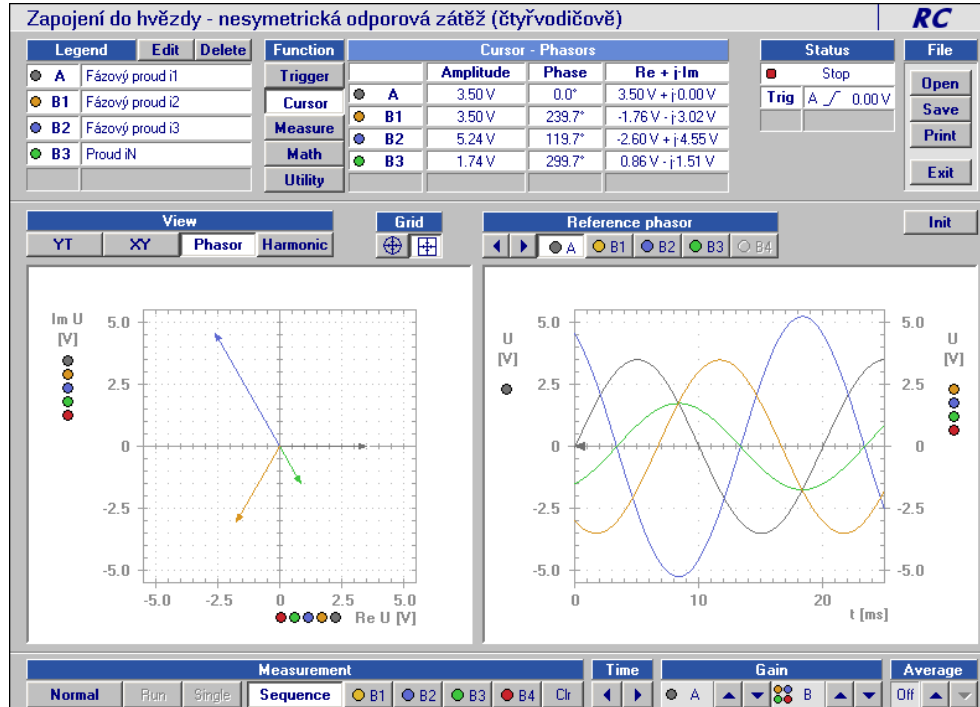 Zapojení do hvězdy - nesymetrická odporová zátěž (čtyřvodičově) RC
Legend Edit Delete Function Cursor - Phasors Status File
A Fázový proud i1
B1 Fázový proud i2
B2 Fázový proud i3
B3 Proud iN
Trigger
Cursor
Measure
Math
Utility
Amplitude Phase Re + j·Im
A 3.50 V 0.0° 3.50 V + j·0.00 V
B1 3.50 V 239.7° -1.76 V - j·3.02 V
B2 5.24 V 119.7° -2.60 V + j·4.55 V
B3 1.74 V 299.7° 0.86 V - j·1.51 V
Stop
Trig A 0.00 V
Open
Save
Print
Exit
View Grid Reference phasor Init
YT XY Phasor Harmonic A B1 B2 B3 B4
Im U
[V]
5.0
2.5
0
-2.5
-5.0
-5.0 -2.5 0 2.5 5.0
Re U [V]
U
[V]
5.0
2.5
0
-2.5
-5.0
0 10 20
t [ms]
5.0
2.5
0
-2.5
-5.0
U
[V]
Measurement Time Gain Average
Normal Run Single Sequence B1 B2 B3 B4 Clr A B Off